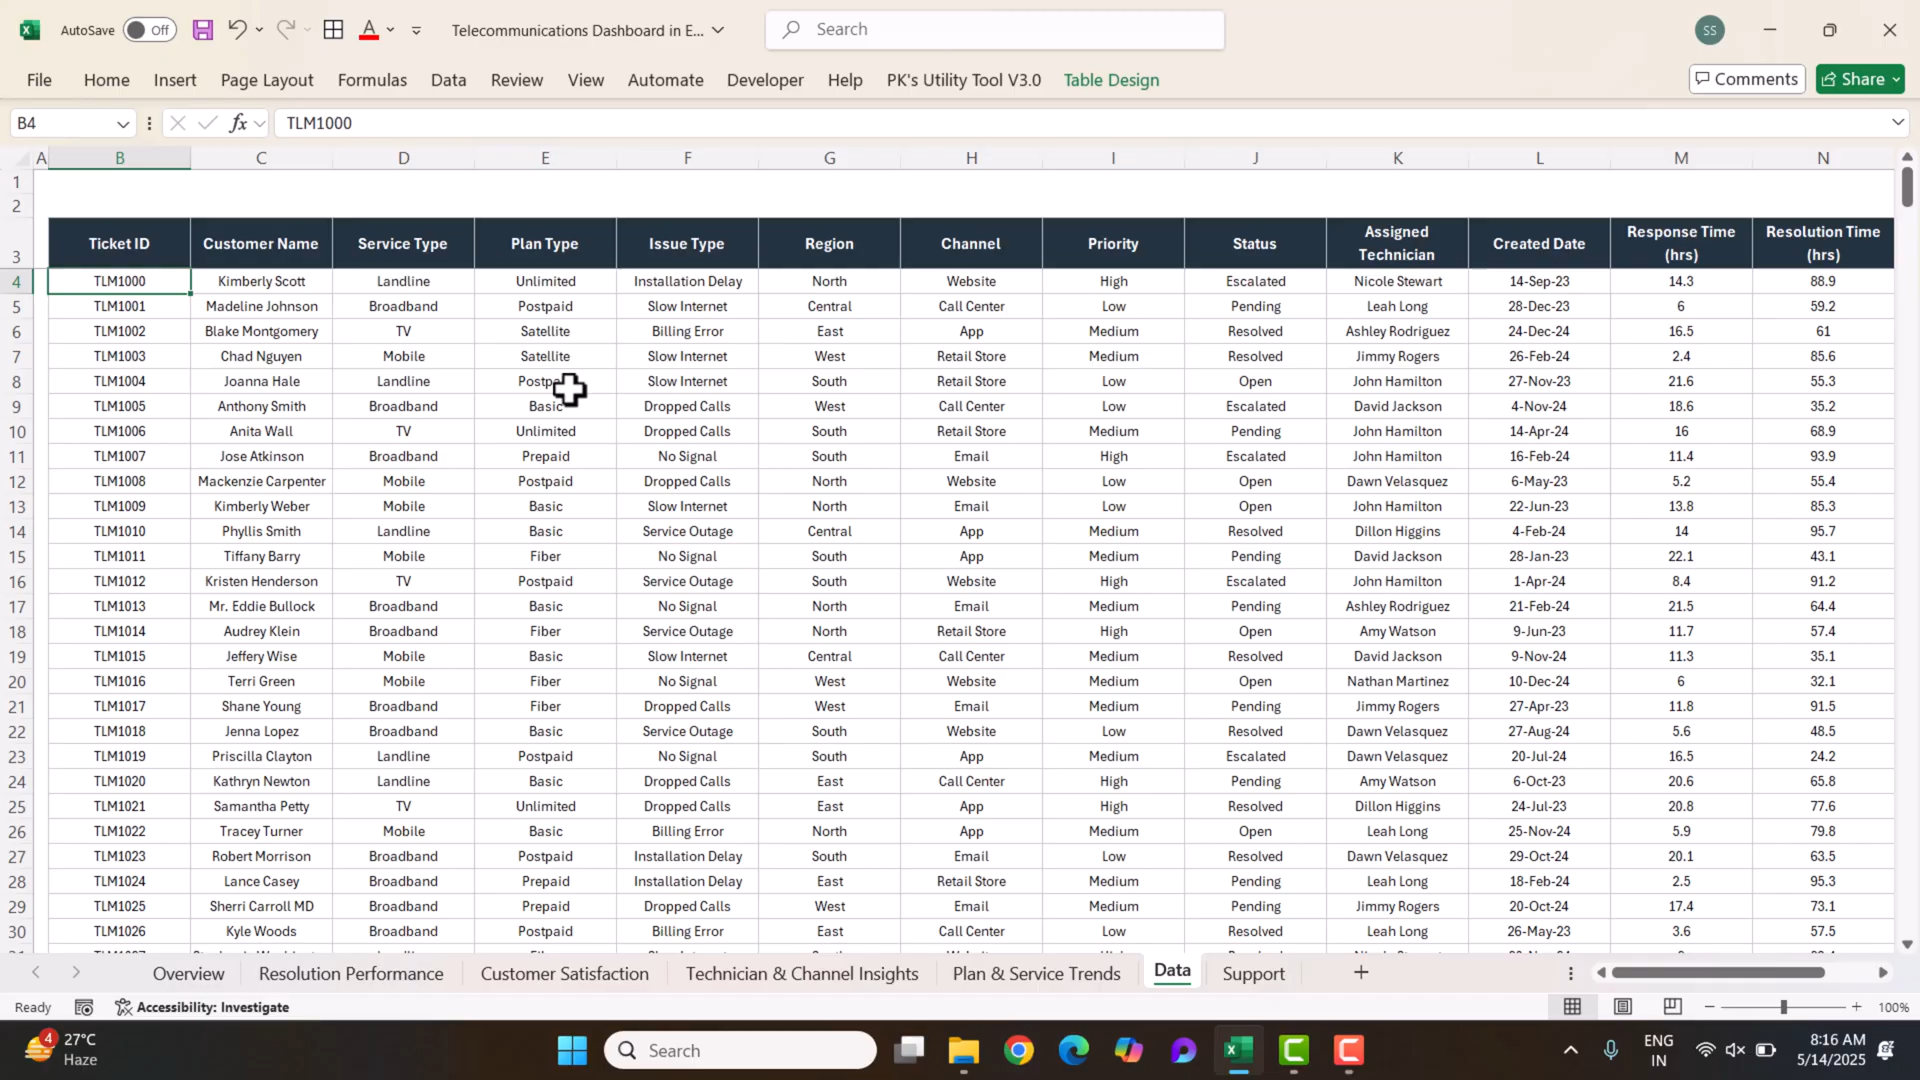 AutoSave Off Telecommunications Dashboard in E... Search SS
File Home Insert Page Layout Formulas Data Review View Automate Developer Help PK's Utility Tool V3.0 Table Design Comments Share
B4 fx TLM1000
A B C D E F G H I J K L M N
1
2
3 Ticket ID Customer Name Service Type Plan Type Issue Type Region Channel Priority Status Assigned Technician Created Date Response Time (hrs) Resolution Time (hrs)
4 TLM1000 Kimberly Scott Landline Unlimited Installation Delay North Website High Escalated Nicole Stewart 14-Sep-23 14.3 88.9
5 TLM1001 Madeline Johnson Broadband Postpaid Slow Internet Central Call Center Low Pending Leah Long 28-Dec-23 6 59.2
6 TLM1002 Blake Montgomery TV Satellite Billing Error East App Medium Resolved Ashley Rodriguez 24-Dec-24 16.5 61
7 TLM1003 Chad Nguyen Mobile Satellite Slow Internet West Retail Store Medium Resolved Jimmy Rogers 26-Feb-24 2.4 85.6
8 TLM1004 Joanna Hale Landline Slow Internet South Retail Store Low Open John Hamilton 27-Nov-23 21.6 55.3
9 TLM1005 Anthony Smith Broadband Basic Dropped Calls West Call Center Low Escalated David Jackson 4-Nov-24 18.6 35.2
10 TLM1006 Anita Wall TV Unlimited Dropped Calls South Retail Store Medium Pending John Hamilton 14-Apr-24 16 68.9
11 TLM1007 Jose Atkinson Broadband Prepaid No Signal South Email High Escalated John Hamilton 16-Feb-24 11.4 93.9
12 TLM1008 Mackenzie Carpenter Mobile Postpaid Dropped Calls North Website Low Open Dawn Velasquez 6-May-23 5.2 55.4
13 TLM1009 Kimberly Weber Mobile Basic Slow Internet North Email Low Open John Hamilton 22-Jun-23 13.8 85.3
14 TLM1010 Phyllis Smith Landline Basic Service Outage Central App Medium Resolved Dillon Higgins 4-Feb-24 14 95.7
15 TLM1011 Tiffany Barry Mobile Fiber No Signal South App Medium Pending David Jackson 28-Jan-23 22.1 43.1
16 TLM1012 Kristen Henderson TV Postpaid Service Outage South Website High Escalated John Hamilton 1-Apr-24 8.4 91.2
17 TLM1013 Mr. Eddie Bullock Broadband Basic No Signal North Email Medium Pending Ashley Rodriguez 21-Feb-24 21.5 64.4
18 TLM1014 Audrey Klein Broadband Fiber Service Outage North Retail Store High Open Amy Watson 9-Jun-23 11.7 57.4
19 TLM1015 Jeffery Wise Mobile Basic Slow Internet Central Call Center Medium Resolved David Jackson 9-Nov-24 11.3 35.1
20 TLM1016 Terri Green Mobile Fiber No Signal West Website Medium Open Nathan Martinez 10-Dec-24 6 32.1
21 TLM1017 Shane Young Broadband Fiber Dropped Calls West Email Medium Pending Jimmy Rogers 27-Apr-23 11.8 91.5
22 TLM1018 Jenna Lopez Broadband Basic Service Outage South Website Low Resolved Dawn Velasquez 27-Aug-24 5.6 48.5
23 TLM1019 Priscilla Clayton Landline Postpaid No Signal South App Medium Escalated Dawn Velasquez 20-Jul-24 16.5 24.2
24 TLM1020 Kathryn Newton Landline Basic Dropped Calls East Call Center High Pending Amy Watson 6-Oct-23 20.6 65.8
25 TLM1021 Samantha Petty TV Unlimited Dropped Calls East App High Resolved Dillon Higgins 24-Jul-23 20.8 77.6
26 TLM1022 Tracey Turner Mobile Basic Billing Error North App Medium Open Leah Long 25-Nov-24 5.9 79.8
27 TLM1023 Robert Morrison Broadband Postpaid Installation Delay South Email Low Resolved Dawn Velasquez 29-Oct-24 20.1 63.5
28 TLM1024 Lance Casey Broadband Prepaid Installation Delay East Retail Store Medium Pending Leah Long 18-Feb-24 2.5 95.3
29 TLM1025 Sherri Carroll MD Broadband Prepaid Dropped Calls West Email Medium Pending Jimmy Rogers 20-Oct-24 17.4 73.1
30 TLM1026 Kyle Woods Broadband Postpaid Billing Error East Call Center Low Resolved Leah Long 26-May-23 3.6 57.5
Overview Resolution Performance Customer Satisfaction Technician & Channel Insights Plan & Service Trends Data Support
Ready Accessibility: Investigate 100%
4 27°C Haze Search ENG IN 8:16 AM 5/14/2025